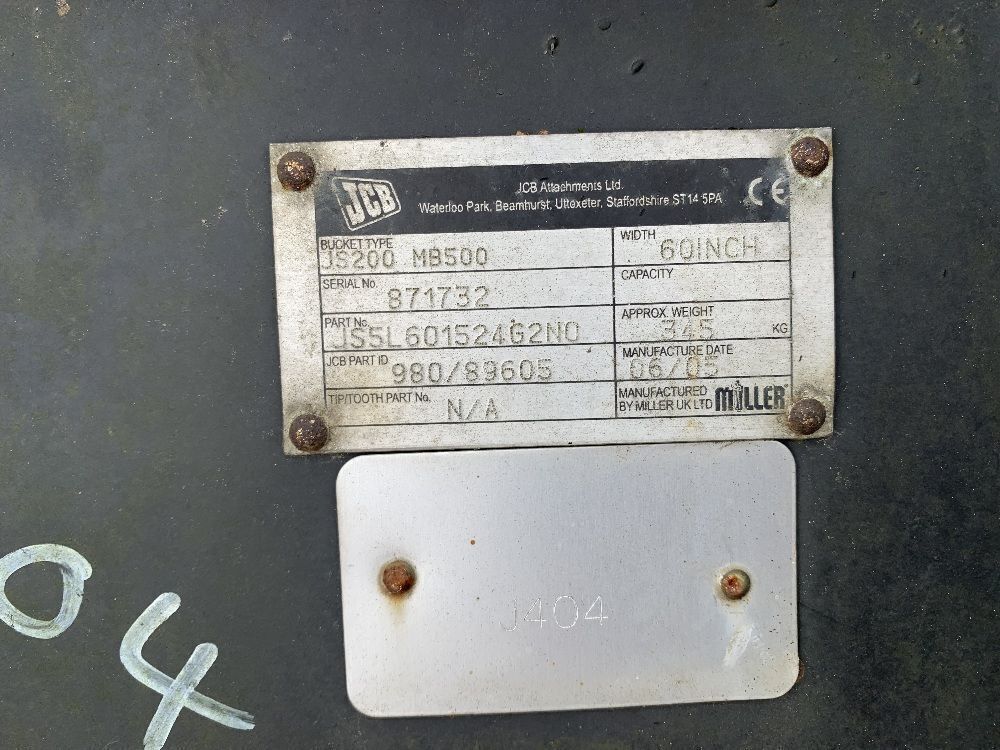 JCB
JCB Attachments Ltd.
Waterloo Park, Beamhurst, Uttoxeter, Staffordshire ST14 5PA
CE
BUCKET TYPE
JS200 MB500
WIDTH
60INCH
SERIAL No.
871732
CAPACITY
PART No.
JS5L601524G2N0
APPROX. WEIGHT
345 KG
JCB PART ID
980/89605
MANUFACTURE DATE
06/05
TIP/TOOTH PART No.
N/A
MANUFACTURED
BY MILLER UK LTD
MILLER
J404
04